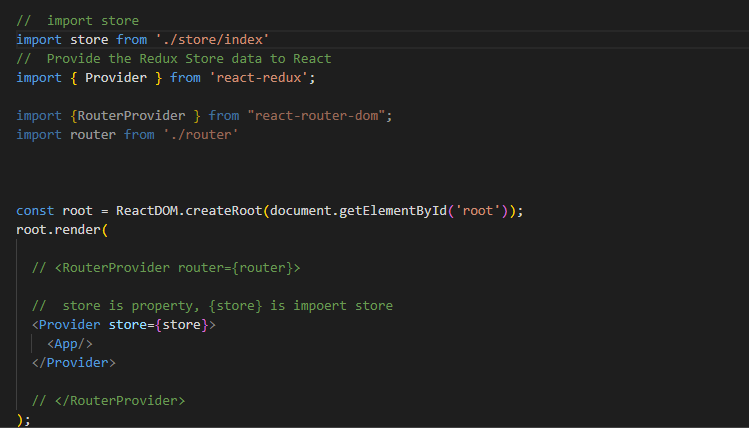 //  import store
import store from './store/index'
//  Provide the Redux Store data to React
import { Provider } from 'react-redux';
import {RouterProvider } from "react-router-dom";
import router from './router'
const root = ReactDOM.createRoot(document.getElementById('root'));
root.render(
// <RouterProvider router={router}>
//  store is property, {store} is impoert store
<Provider store={store}>
<App/>
</Provider>
// </RouterProvider>
);